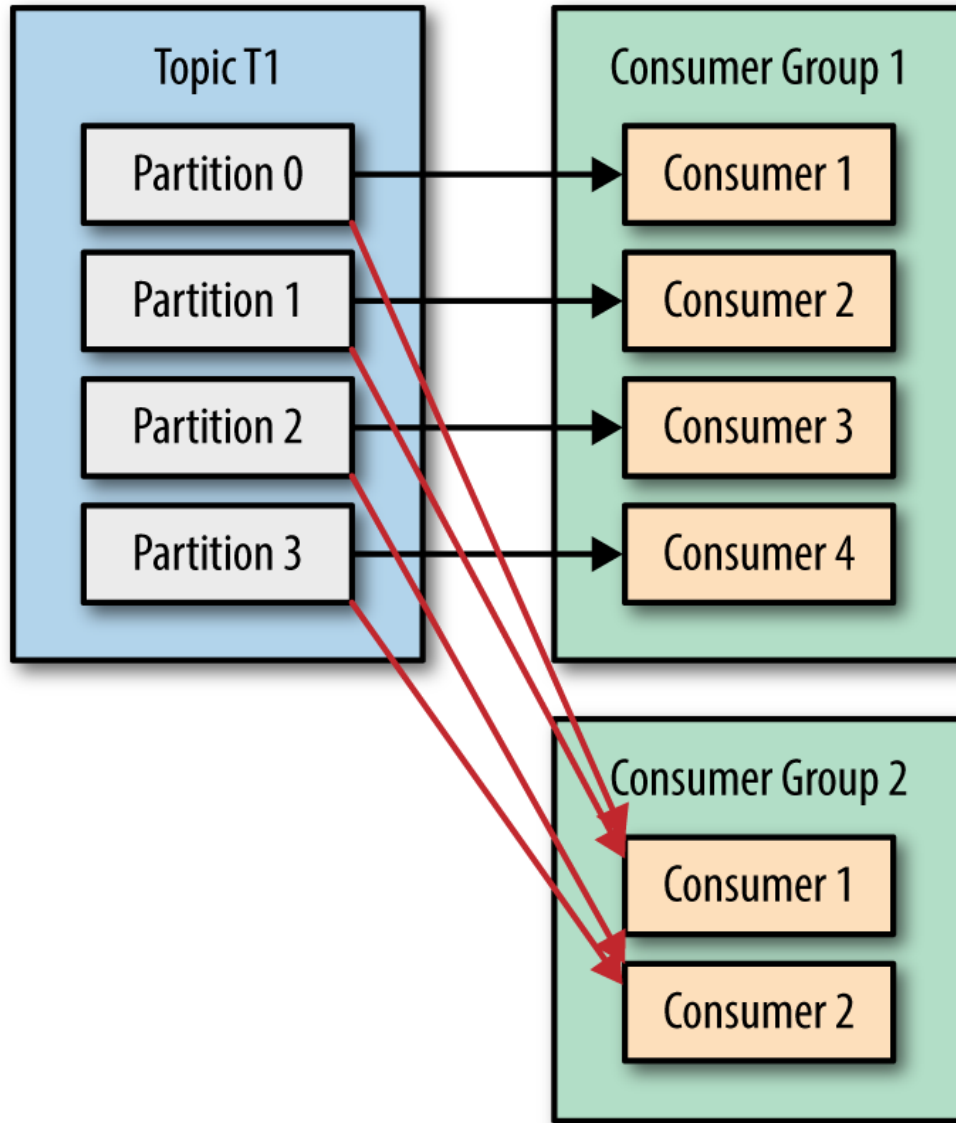 Topic T1
Partition 0
Partition 1
Partition 2
Partition 3
Consumer Group 1
Consumer 1
Consumer 2
Consumer 3
Consumer 4
Consumer Group 2
Consumer 1
Consumer 2